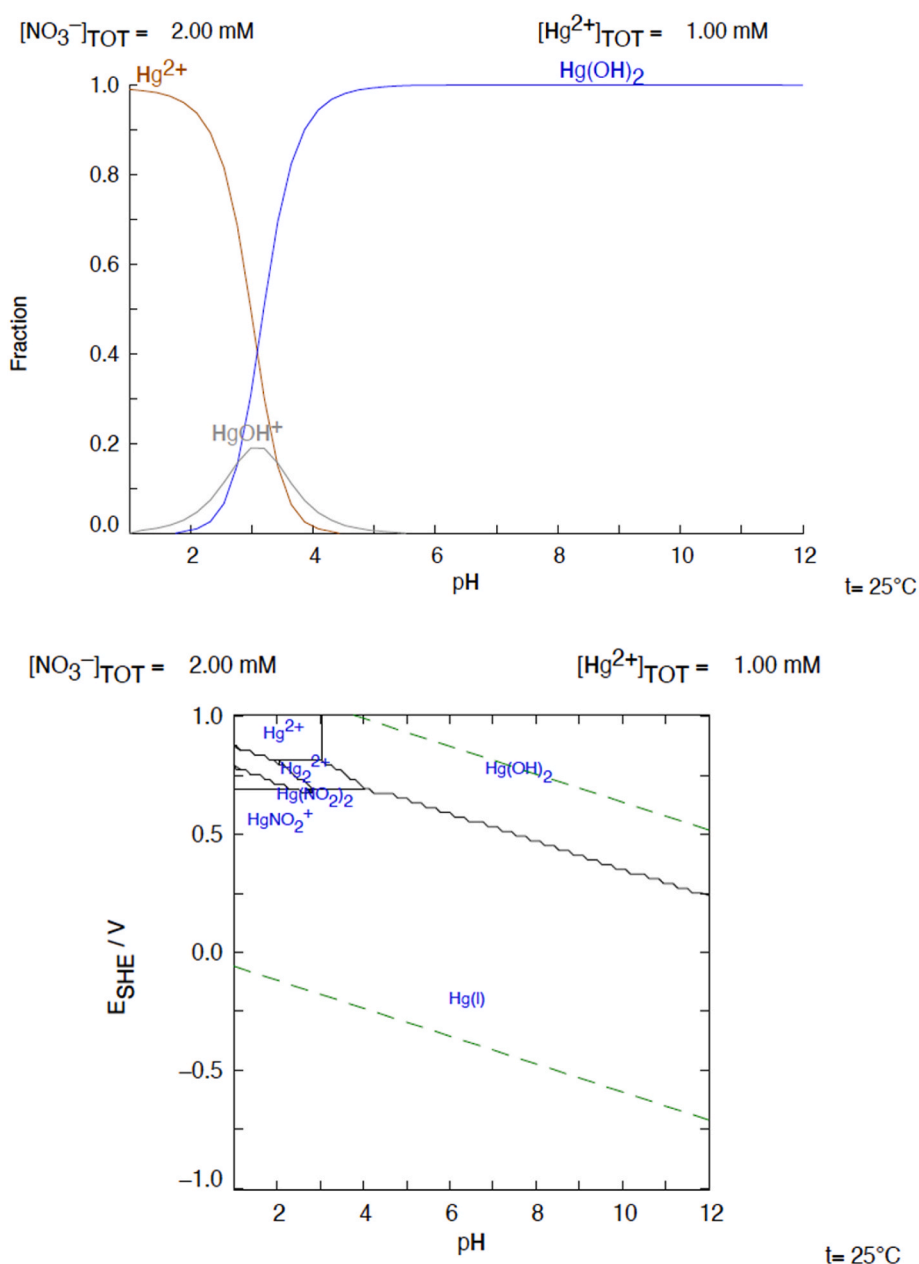 [NO₃⁻]TOT = 2.00 mM [Hg²⁺]TOT = 1.00 mM
Hg²⁺ Hg(OH)₂
1.0
0.8
0.6
0.4
0.2
0.0
Fraction
HgOH⁺
2 4 6 8 10 12
pH
t= 25°C
[NO₃⁻]TOT = 2.00 mM [Hg²⁺]TOT = 1.00 mM
1.0
0.5
0.0
−0.5
−1.0
E SHE / V
Hg²⁺
Hg₂²⁺
Hg(OH)₂
Hg(NO₂)₂
HgNO₂⁺
Hg(l)
2 4 6 8 10 12
pH
t= 25°C